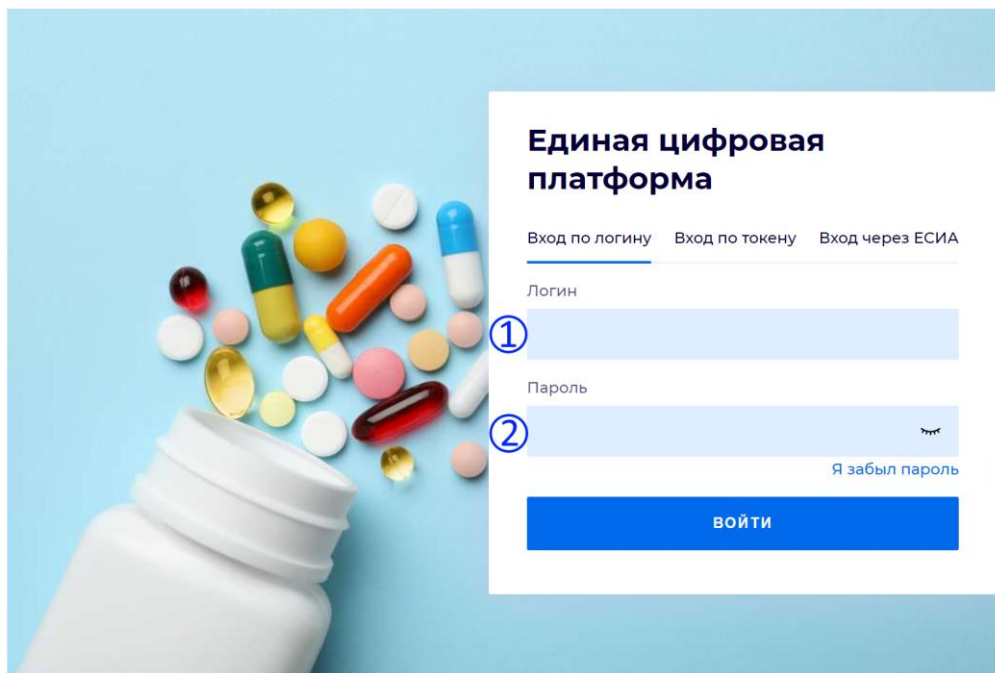 Единая цифровая
платформа
Вход по логину Вход по токену Вход через ЕСИА
Логин
①
Пароль
②
Я забыл пароль
ВОЙТИ